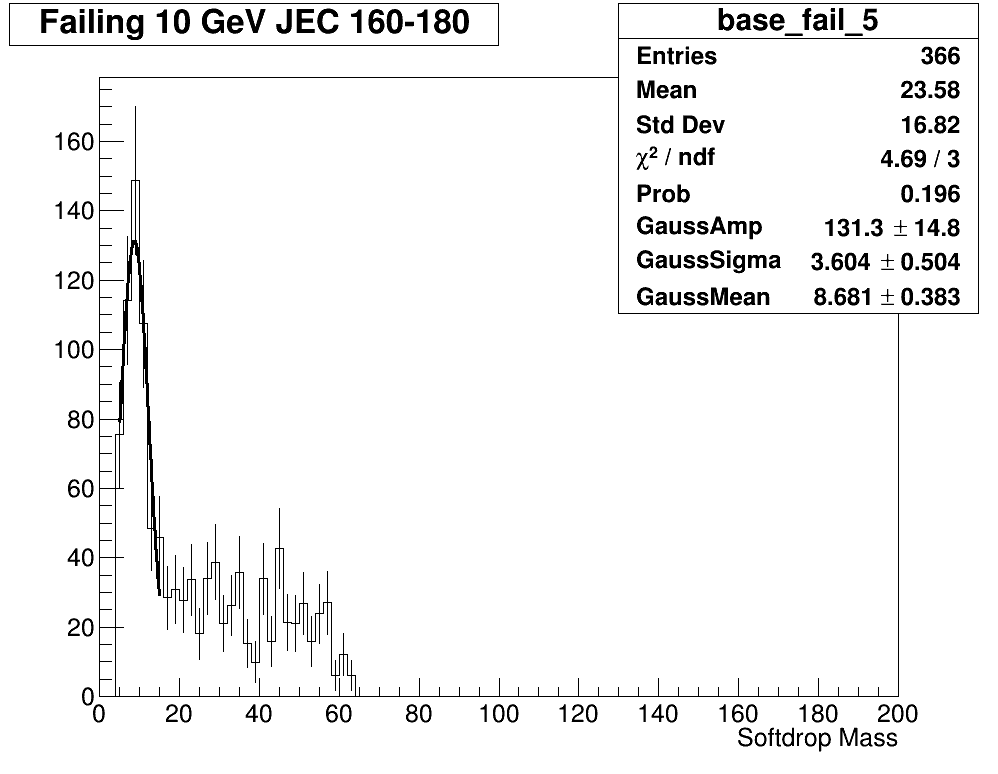 Failing 10 GeV JEC 160-180
base_fail_5
Entries 366
Mean 23.58
Std Dev 16.82
χ² / ndf 4.69 / 3
Prob 0.196
GaussAmp 131.3 ± 14.8
GaussSigma 3.604 ± 0.504
GaussMean 8.681 ± 0.383
160
140
120
100
80
60
40
20
0
0 20 40 60 80 100 120 140 160 180 200
Softdrop Mass